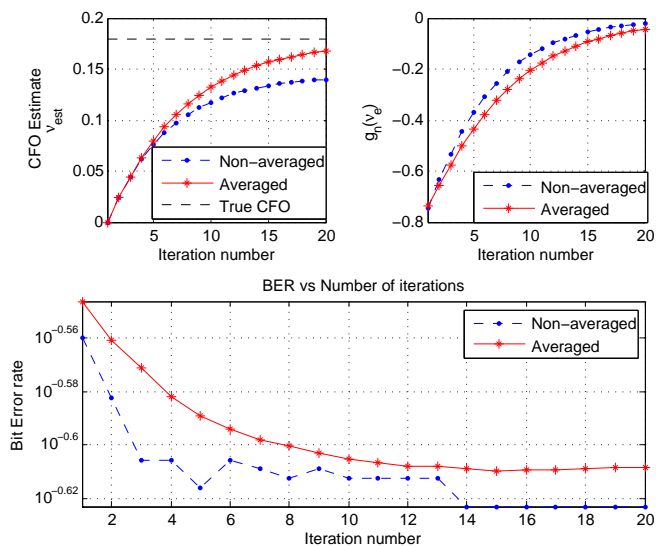 0.2
0.15
0.1
0.05
0
CFO Estimate
ν_est
Non−averaged
Averaged
True CFO
5 10 15 20
Iteration number
0
−0.2
−0.4
−0.6
−0.8
g_n(ν_e)
Non−averaged
Averaged
5 10 15 20
Iteration number
BER vs Number of iterations
10^−0.56
10^−0.58
10^−0.6
10^−0.62
Bit Error rate
Non−averaged
Averaged
2 4 6 8 10 12 14 16 18 20
Iteration number